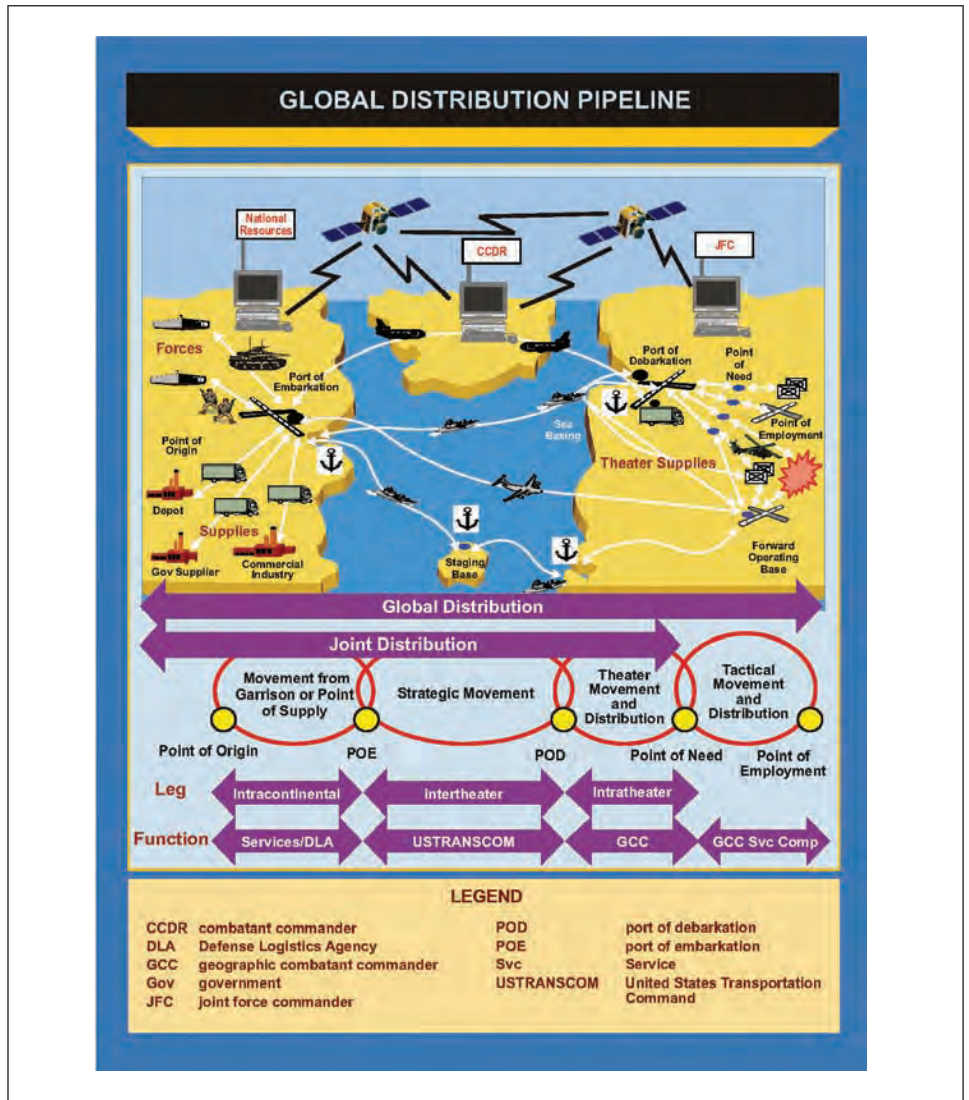 GLOBAL DISTRIBUTION PIPELINE
National
Resources
CCDR
JFC
Forces
Port of
Embarkation
Port of
Debarkation
Point
of
Need
Point of
Employment
Sea
Basing
Theater Supplies
Point of
Origin
Depot
Supplies
Gov Supplier
Commercial
Industry
Staging/
Base
Forward
Operating
Base
Global Distribution
Joint Distribution
Movement from
Garrison or Point
of Supply
Strategic Movement
Theater
Movement
and
Distribution
Tactical
Movement
and
Distribution
Point of Origin
POE
POD
Point of Need
Point of
Employment
Leg
Intracontinental
Intertheater
Intratheater
Function
Services/DLA
USTRANSCOM
GCC
GCC Svc Comp
LEGEND
CCDR combatant commander
DLA Defense Logistics Agency
GCC geographic combatant commander
Gov government
JFC joint force commander
POD port of debarkation
POE port of embarkation
Svc Service
USTRANSCOM United States Transportation
Command